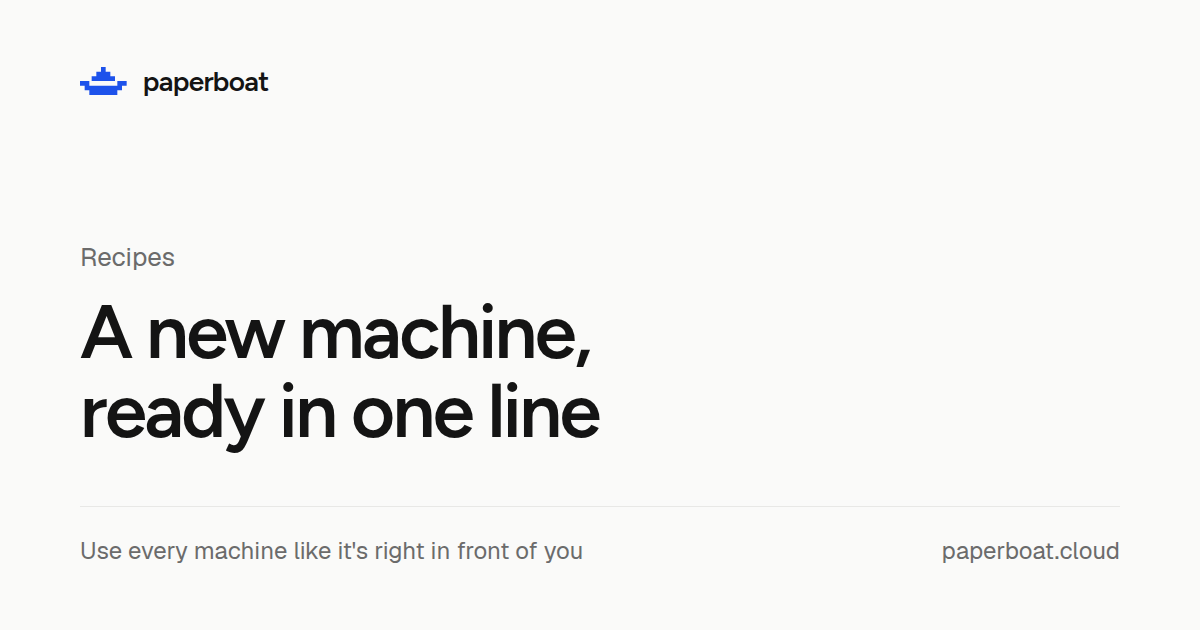 paperboat
Recipes
A new machine,
ready in one line
Use every machine like it's right in front of you
paperboat.cloud